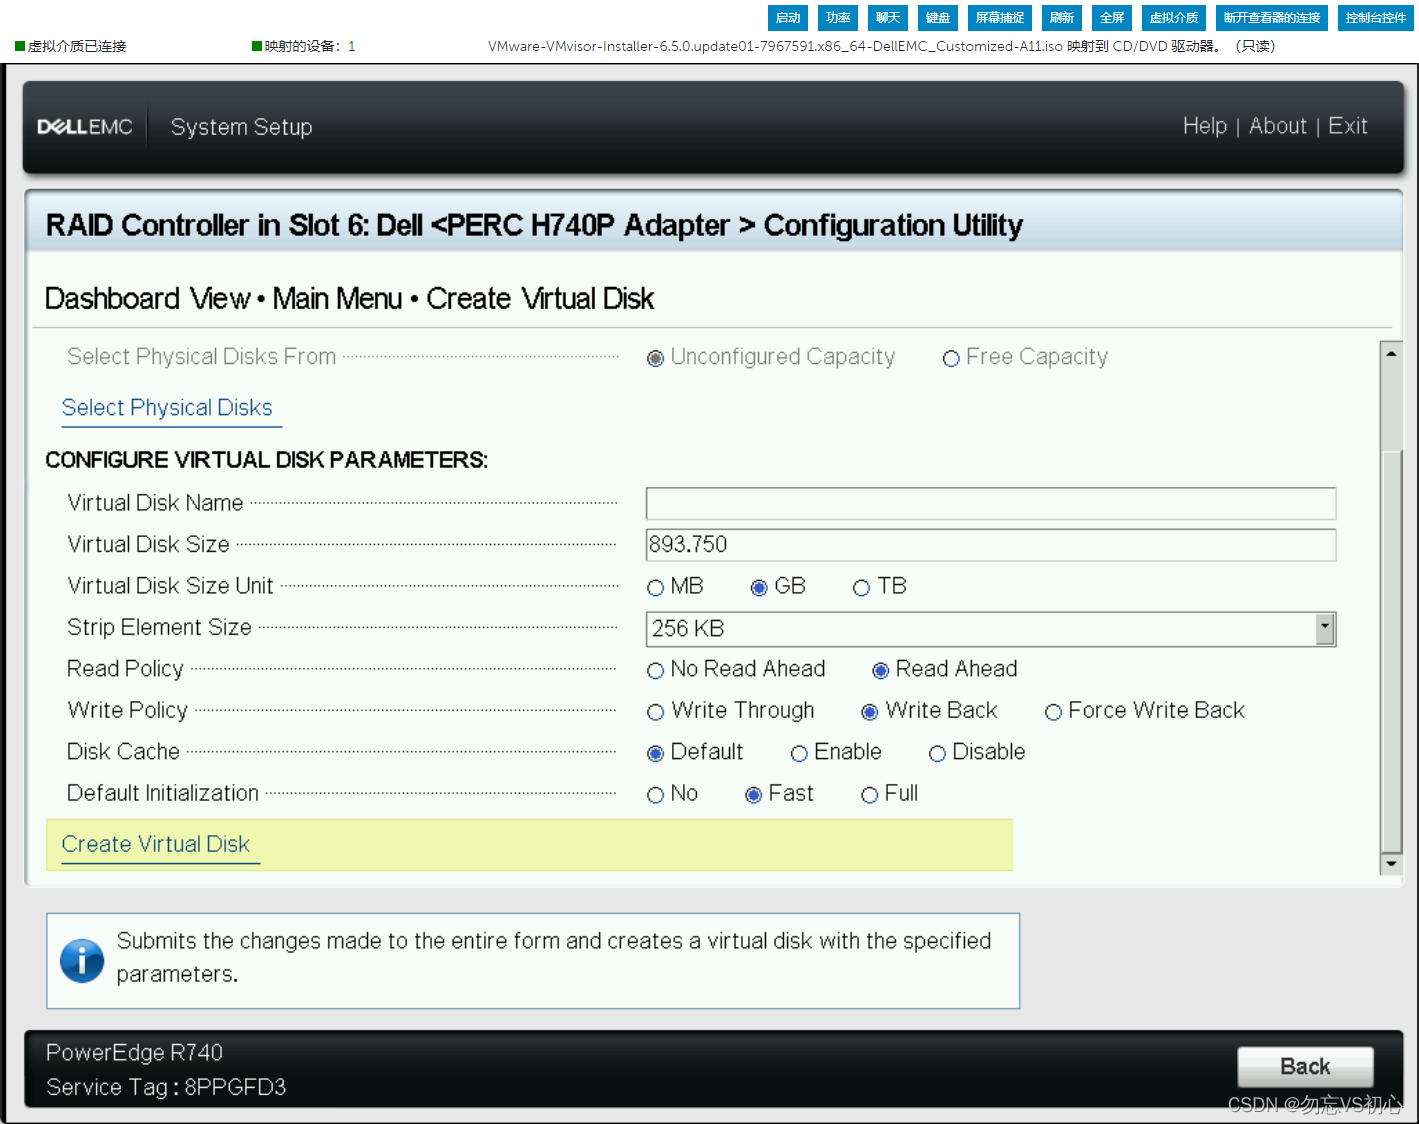 启动 功率 聊天 键盘 屏幕捕捉 刷新 全屏 虚拟介质 断开查看器的连接 控制台控件
虚拟介质已连接 映射的设备：1 VMware-VMvisor-Installer-6.5.0.update01-7967591.x86_64-DellEMC_Customized-A11.iso 映射到 CD/DVD 驱动器。（只读）
DELLEMC System Setup Help | About | Exit
RAID Controller in Slot 6: Dell <PERC H740P Adapter > Configuration Utility
Dashboard View • Main Menu • Create Virtual Disk
Select Physical Disks From Unconfigured Capacity Free Capacity
Select Physical Disks
CONFIGURE VIRTUAL DISK PARAMETERS:
Virtual Disk Name
Virtual Disk Size 893.750
Virtual Disk Size Unit MB GB TB
Strip Element Size 256 KB
Read Policy No Read Ahead Read Ahead
Write Policy Write Through Write Back Force Write Back
Disk Cache Default Enable Disable
Default Initialization No Fast Full
Create Virtual Disk
Submits the changes made to the entire form and creates a virtual disk with the specified
parameters.
PowerEdge R740
Service Tag : 8PPGFD3
Back
CSDN @勿忘VS初心